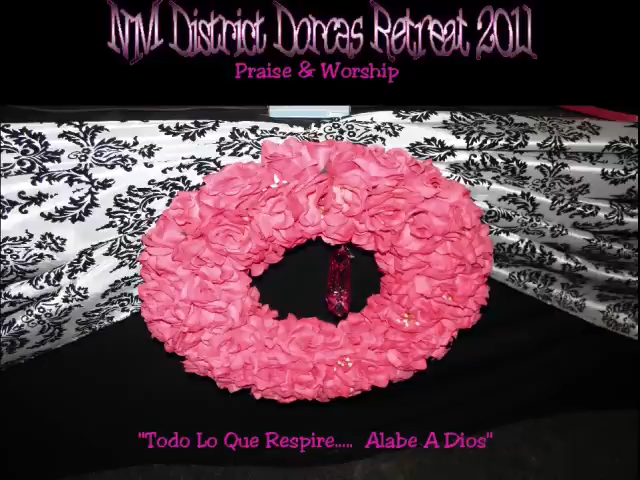 NM District Dorcas Retreat 2011
Praise & Worship
"Todo Lo Que Respire..... Alabe A Dios"